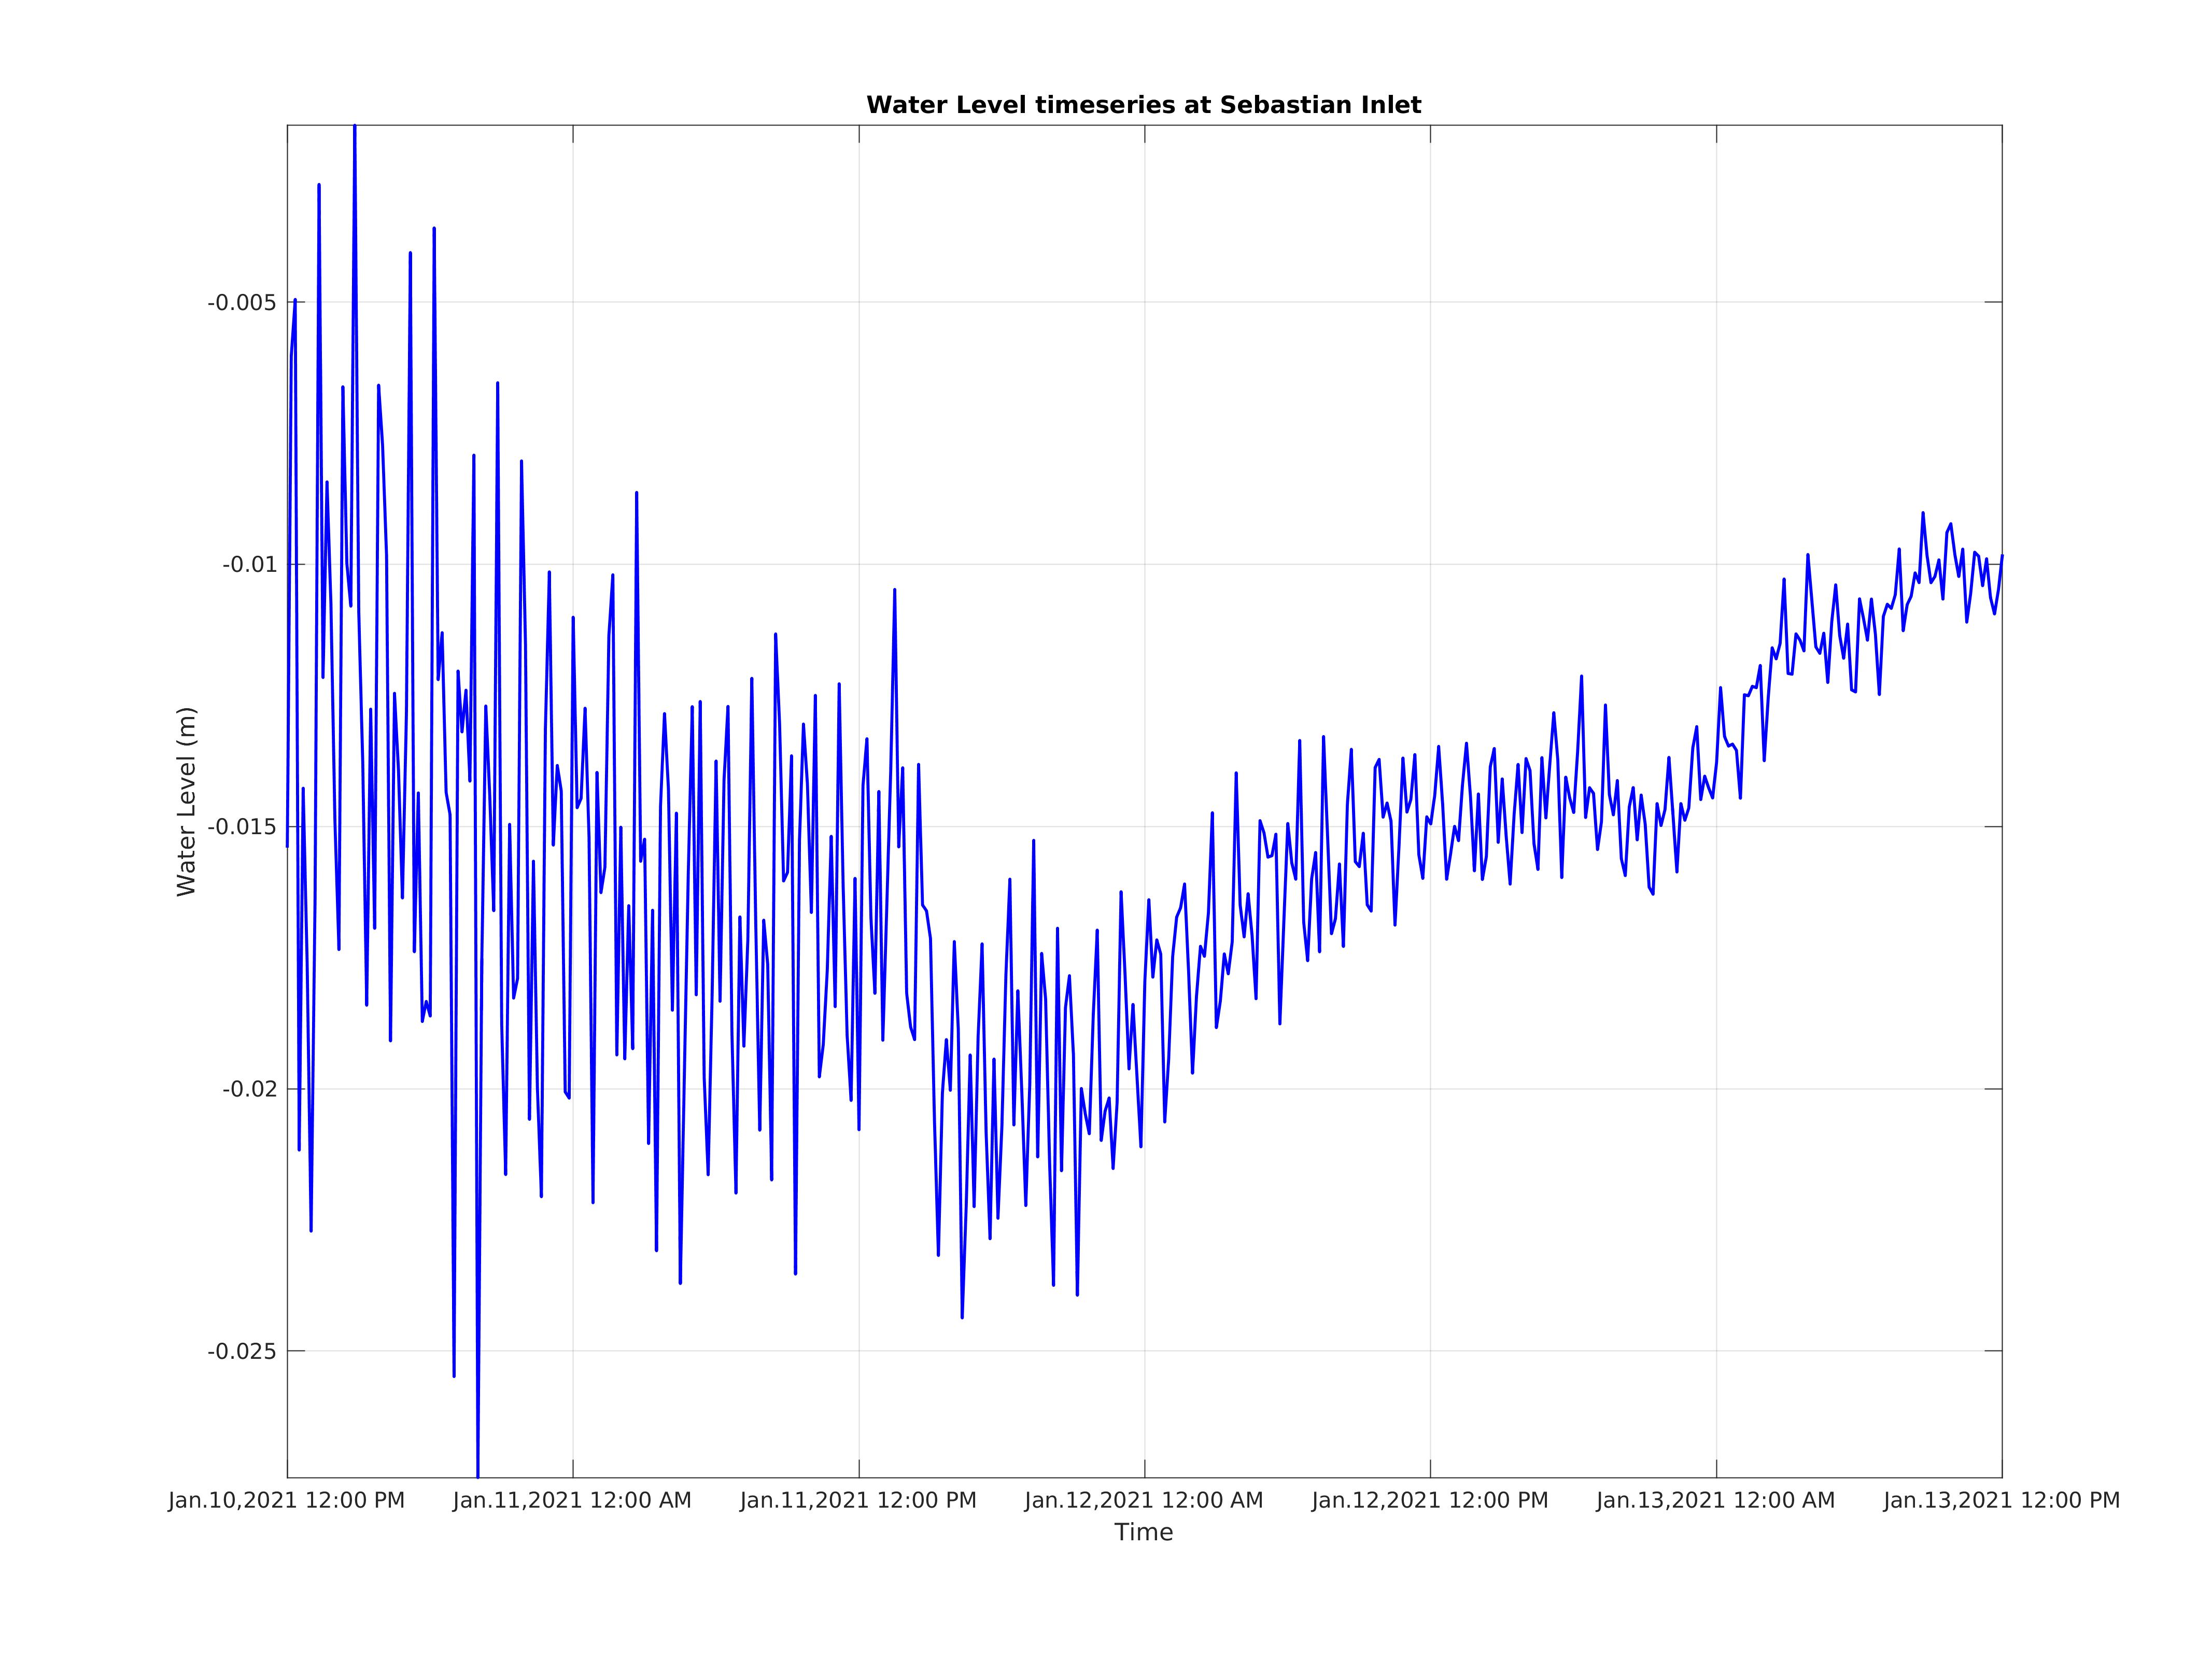 Water Level timeseries at Sebastian Inlet
-0.005
-0.01
-0.015
-0.02
-0.025
Water Level (m)
Jan.10,2021 12:00 PM Jan.11,2021 12:00 AM Jan.11,2021 12:00 PM Jan.12,2021 12:00 AM Jan.12,2021 12:00 PM Jan.13,2021 12:00 AM Jan.13,2021 12:00 PM
Time